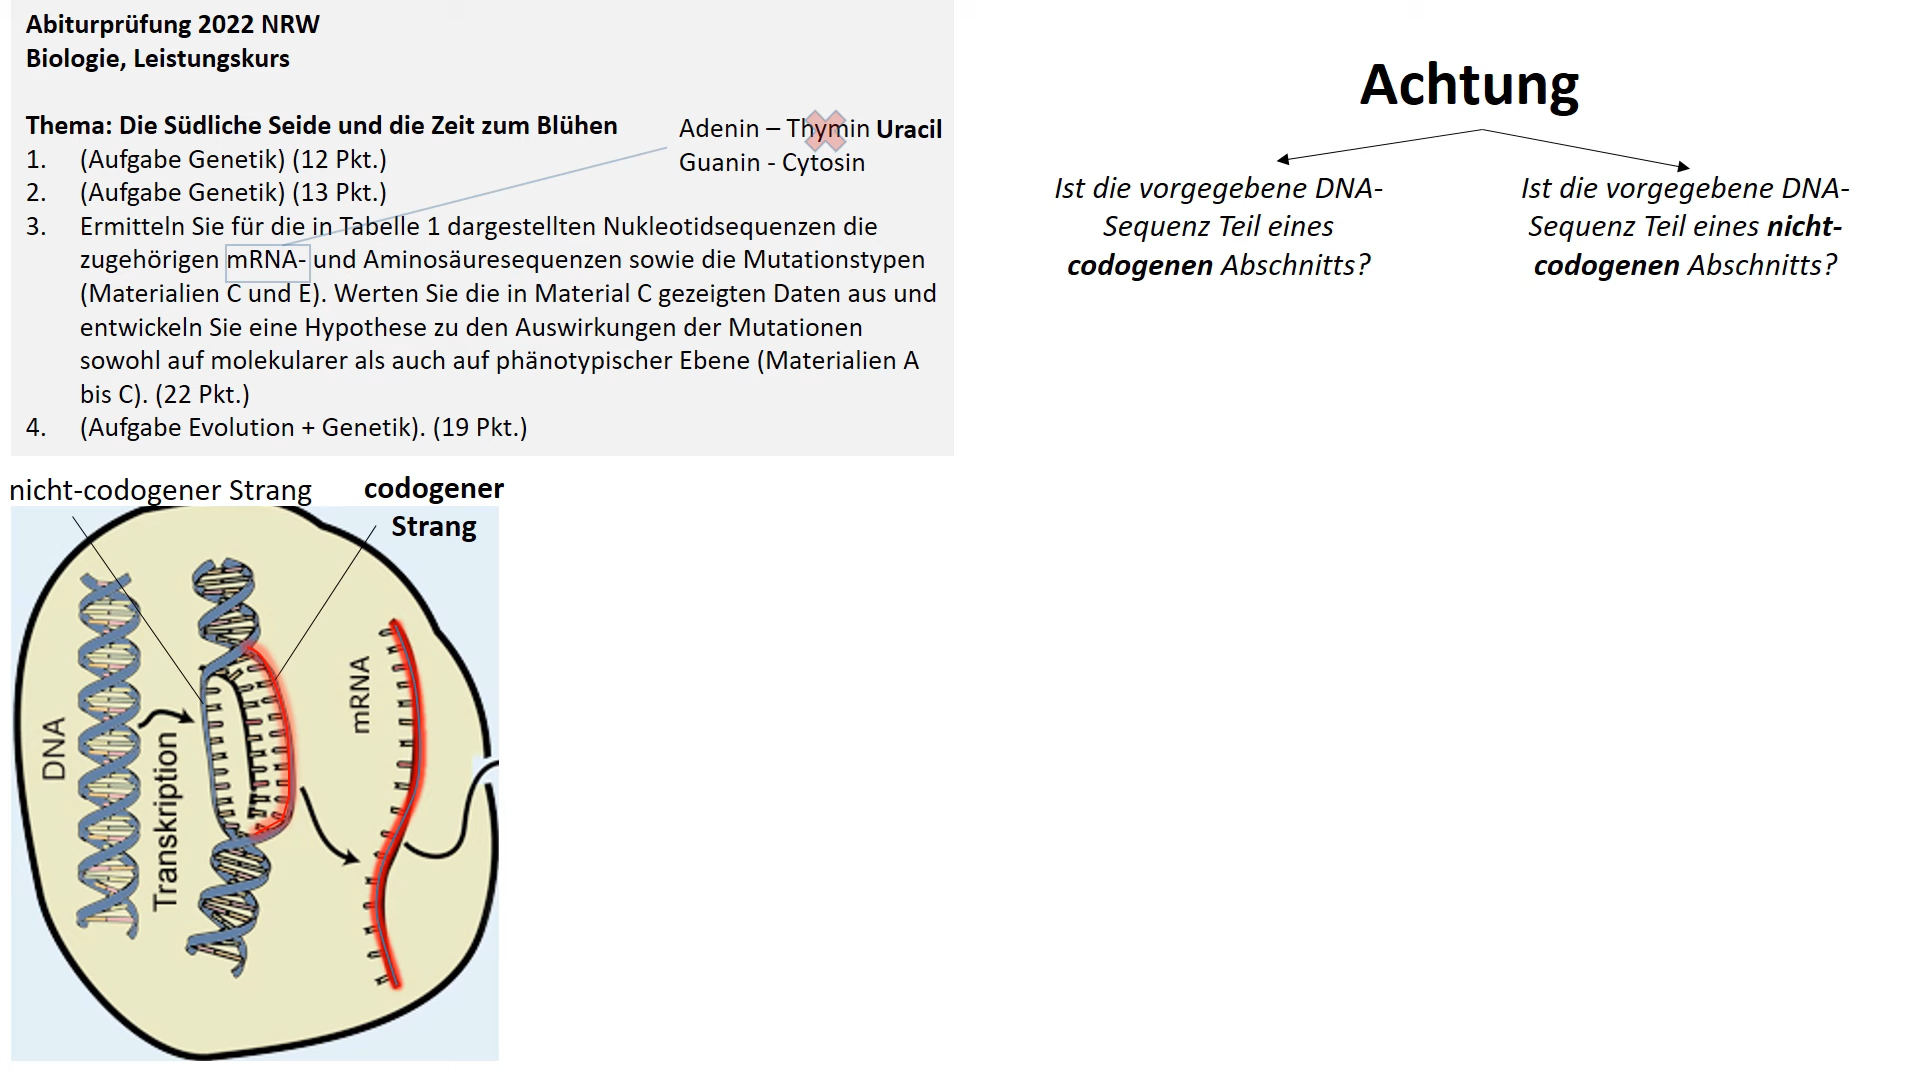 Abiturprüfung 2022 NRW
Biologie, Leistungskurs
Thema: Die Südliche Seide und die Zeit zum Blühen
1. (Aufgabe Genetik) (12 Pkt.)
2. (Aufgabe Genetik) (13 Pkt.)
3. Ermitteln Sie für die in Tabelle 1 dargestellten Nukleotidsequenzen die
zugehörigen mRNA- und Aminosäuresequenzen sowie die Mutationstypen
(Materialien C und E). Werten Sie die in Material C gezeigten Daten aus und
entwickeln Sie eine Hypothese zu den Auswirkungen der Mutationen
sowohl auf molekularer als auch auf phänotypischer Ebene (Materialien A
bis C). (22 Pkt.)
4. (Aufgabe Evolution + Genetik). (19 Pkt.)
Adenin – Thymin Uracil
Guanin - Cytosin
Achtung
Ist die vorgegebene DNA-
Sequenz Teil eines
codogenen Abschnitts?
Ist die vorgegebene DNA-
Sequenz Teil eines nicht-
codogenen Abschnitts?
nicht-codogener Strang
codogener
Strang
DNA
Transkription
mRNA